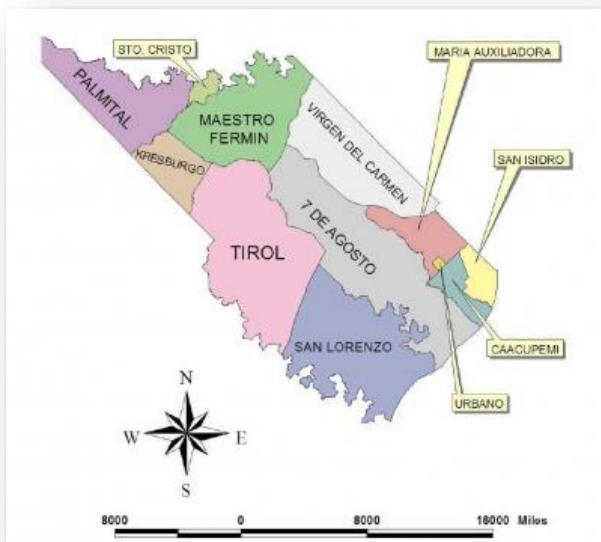 STO. CRISTO
MARIA AUXILIADORA
PALMITAL
MAESTRO
FERMIN
VIRGEN DEL CARMEN
SAN ISIDRO
KRESBURGO
7 DE AGOSTO
TIROL
SAN LORENZO
CAACUPEMI
URBANO
N
W
E
S
8000 0 8000 16000 Miles